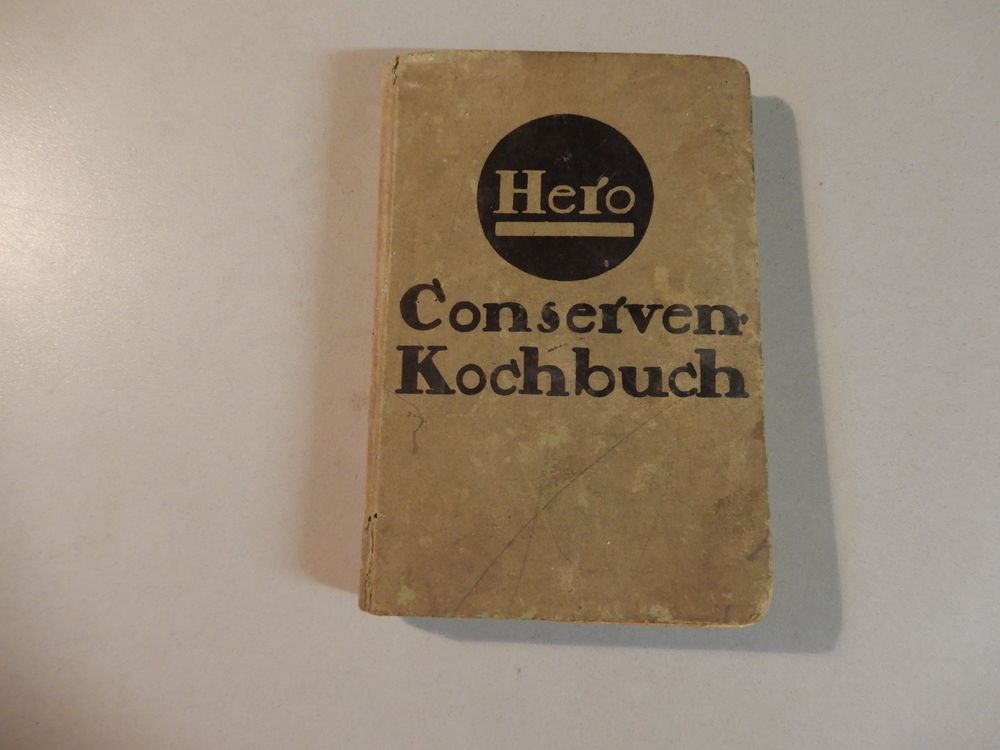 Hero
Conserven-
Kochbuch